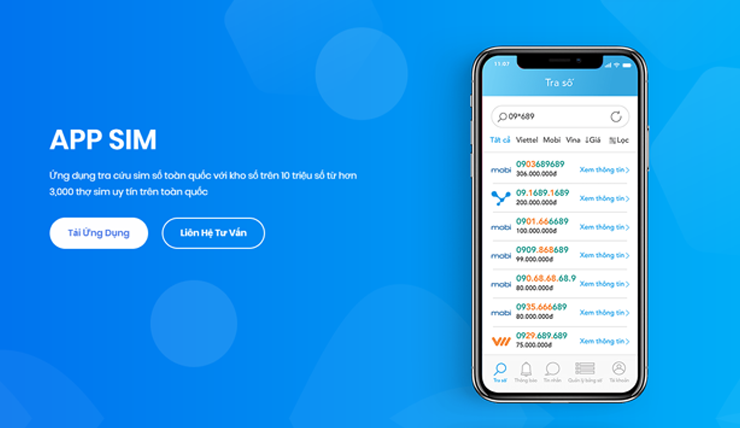 APP SIM
Ứng dụng tra cứu sim số toàn quốc với kho số trên 10 triệu số từ hơn
3,000 thợ sim uy tín trên toàn quốc
Tải Ứng Dụng
Liên Hệ Tư Vấn
11:07
Tra số
09*689
Tất cả Viettel Mobi Vina ↓Giá Lọc
mobi 0903689689 Xem thông tin >
306.000.000đ
09.1689.1689 Xem thông tin >
200.000.000đ
mobi 0901.666689 Xem thông tin >
100.000.000đ
mobi 0909.868689 Xem thông tin >
99.000.000đ
mobi 090.68.68.68.9 Xem thông tin >
80.000.000đ
mobi 0935.666689 Xem thông tin >
80.000.000đ
0929.689.689 Xem thông tin >
75.000.000đ
Tra số Thông báo Tin nhắn Quản lý bảng số Tài khoản